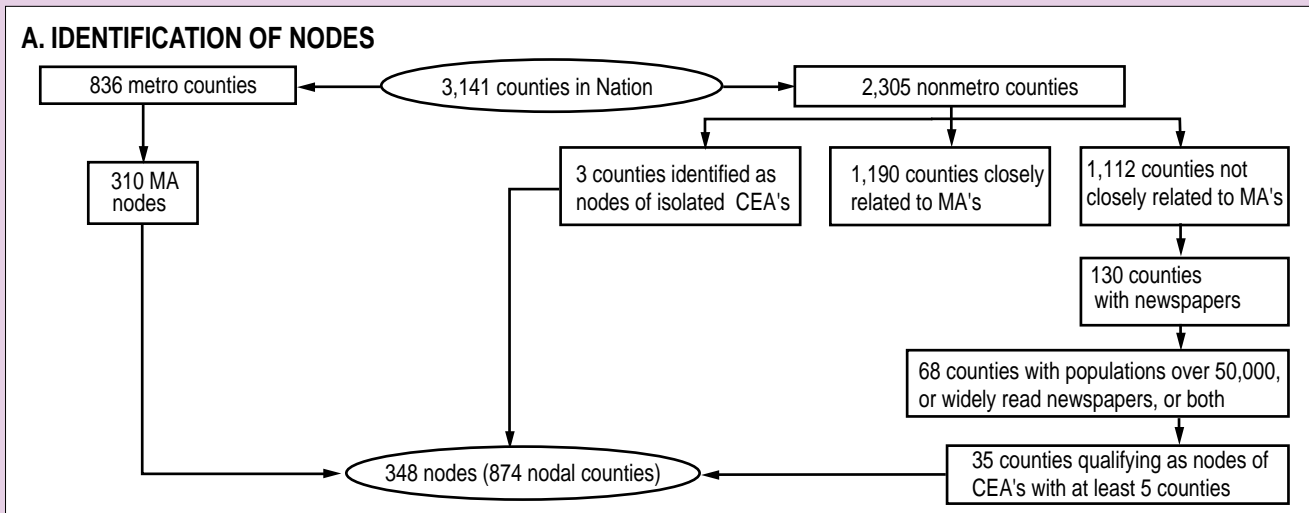 A. IDENTIFICATION OF NODES
836 metro counties
3,141 counties in Nation
2,305 nonmetro counties
310 MA
nodes
3 counties identified as
nodes of isolated CEA's
1,190 counties closely
related to MA's
1,112 counties not
closely related to MA's
130 counties
with newspapers
68 counties with populations over 50,000,
or widely read newspapers, or both
348 nodes (874 nodal counties)
35 counties qualifying as nodes of
CEA's with at least 5 counties